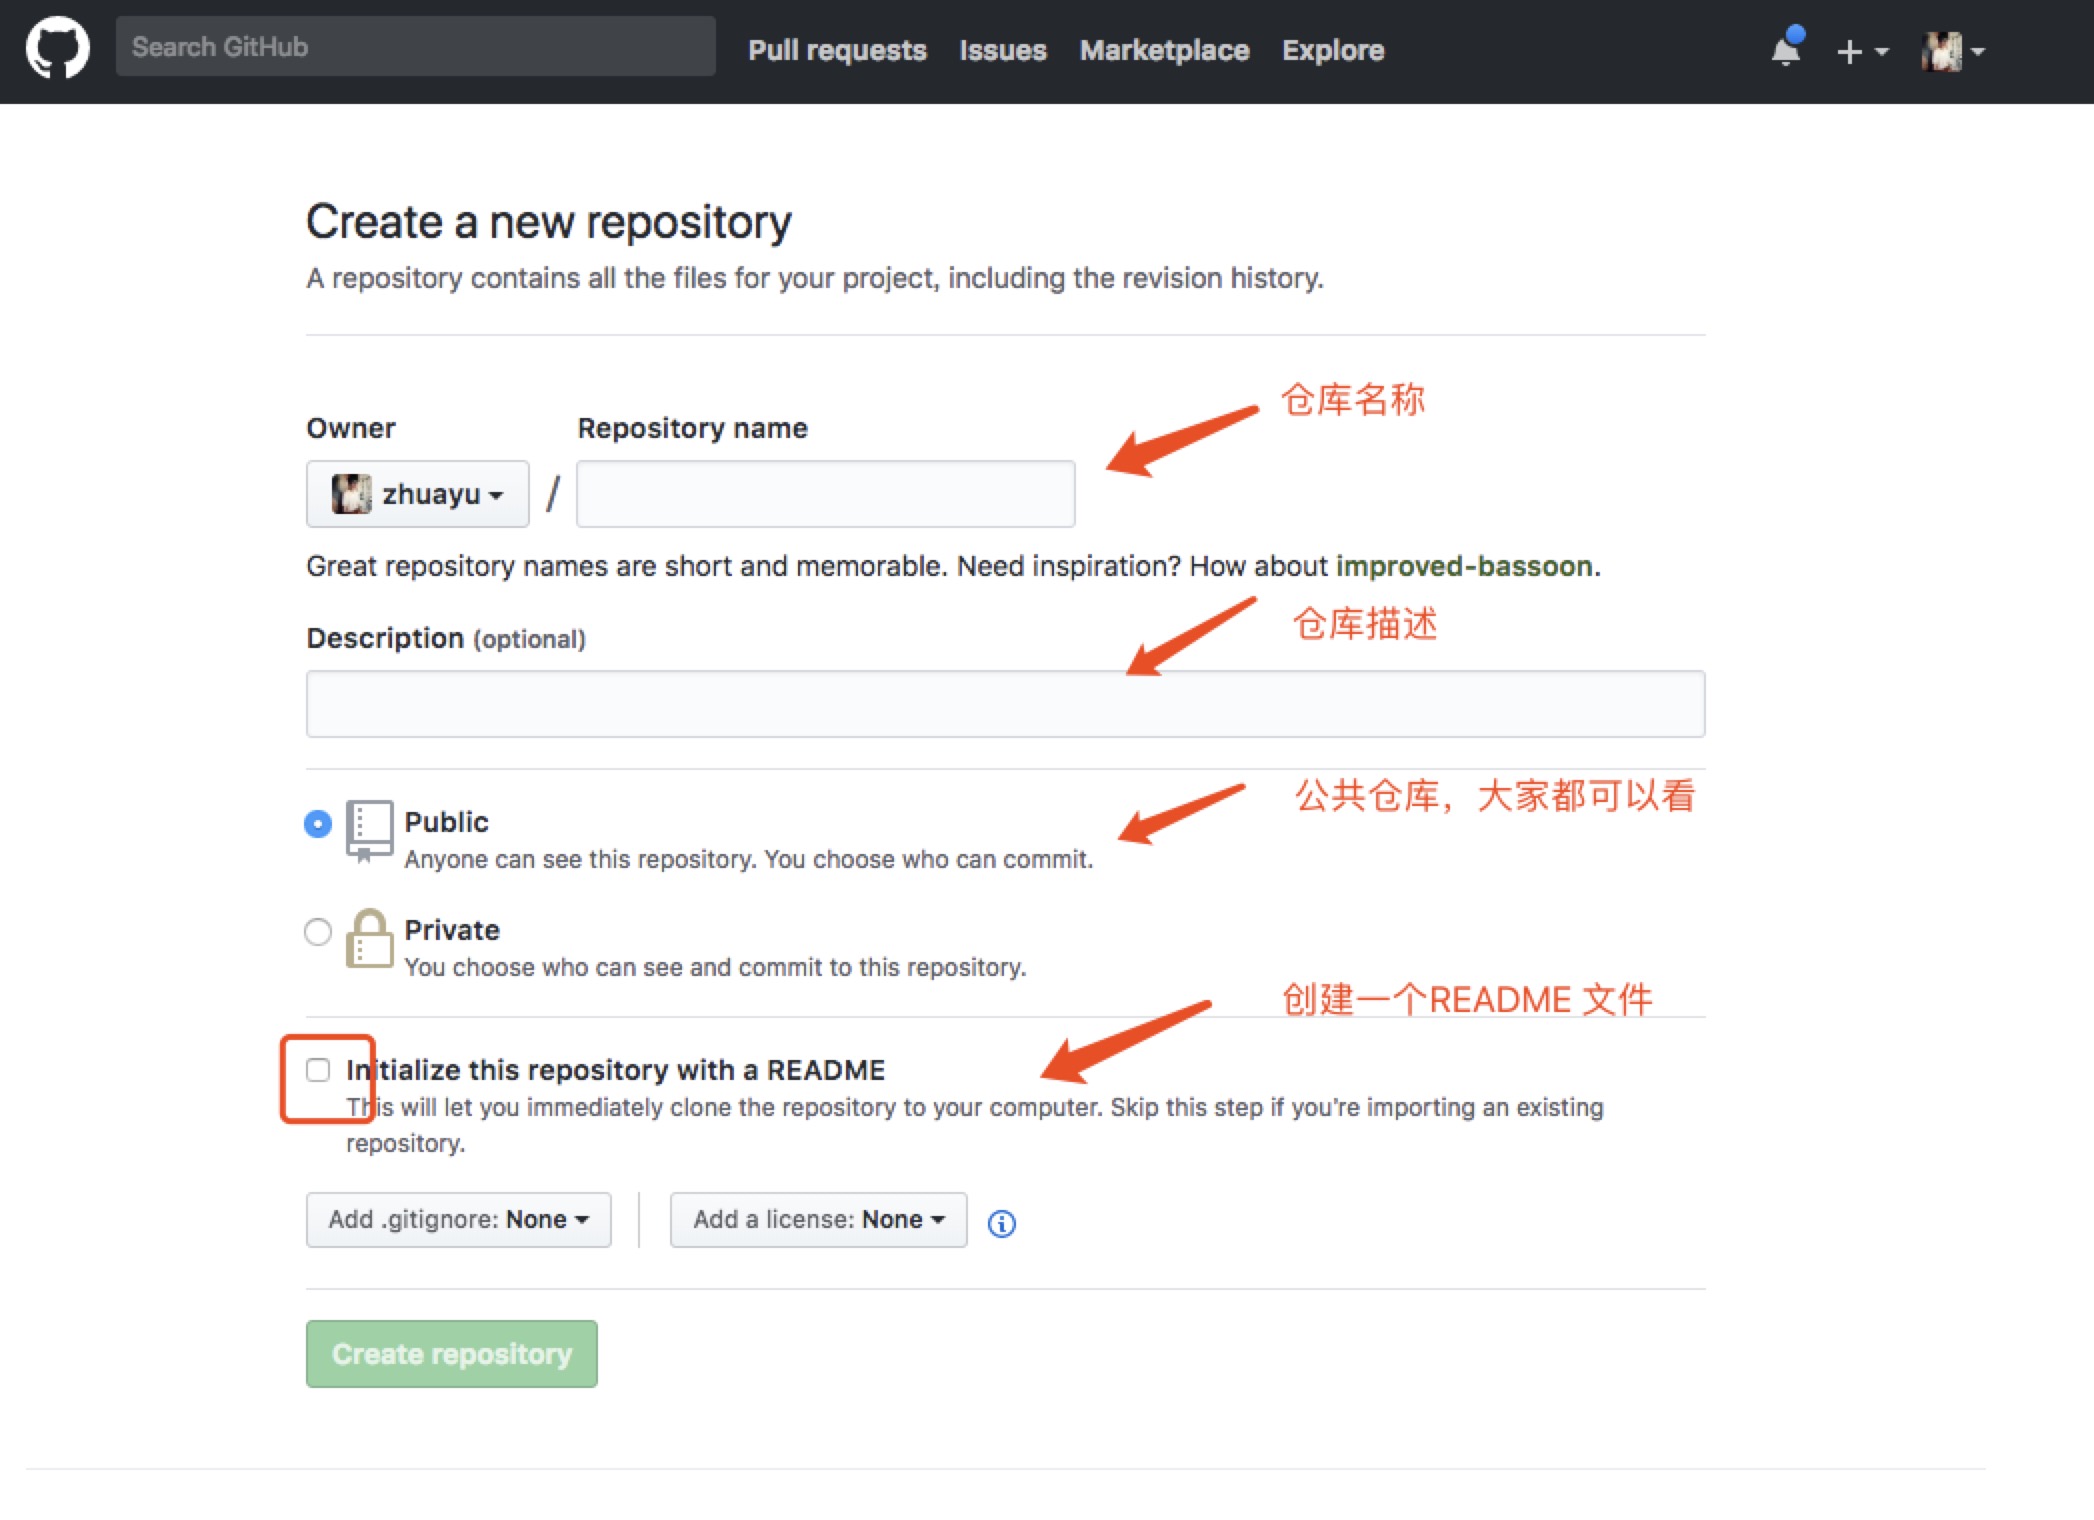 Search GitHub Pull requests Issues Marketplace Explore
Create a new repository
A repository contains all the files for your project, including the revision history.
仓库名称
Owner Repository name
zhuayu / 
Great repository names are short and memorable. Need inspiration? How about improved-bassoon.
仓库描述
Description (optional)
公共仓库，大家都可以看
Public
Anyone can see this repository. You choose who can commit.
Private
You choose who can see and commit to this repository.
创建一个README 文件
Initialize this repository with a README
This will let you immediately clone the repository to your computer. Skip this step if you're importing an existing
repository.
Add .gitignore: None Add a license: None
Create repository